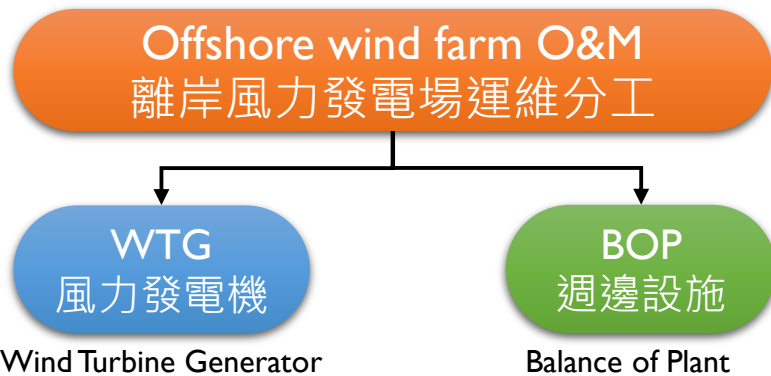 Offshore wind farm O&M
離岸風力發電場運維分工
WTG
風力發電機
BOP
週邊設施
Wind Turbine Generator
Balance of Plant